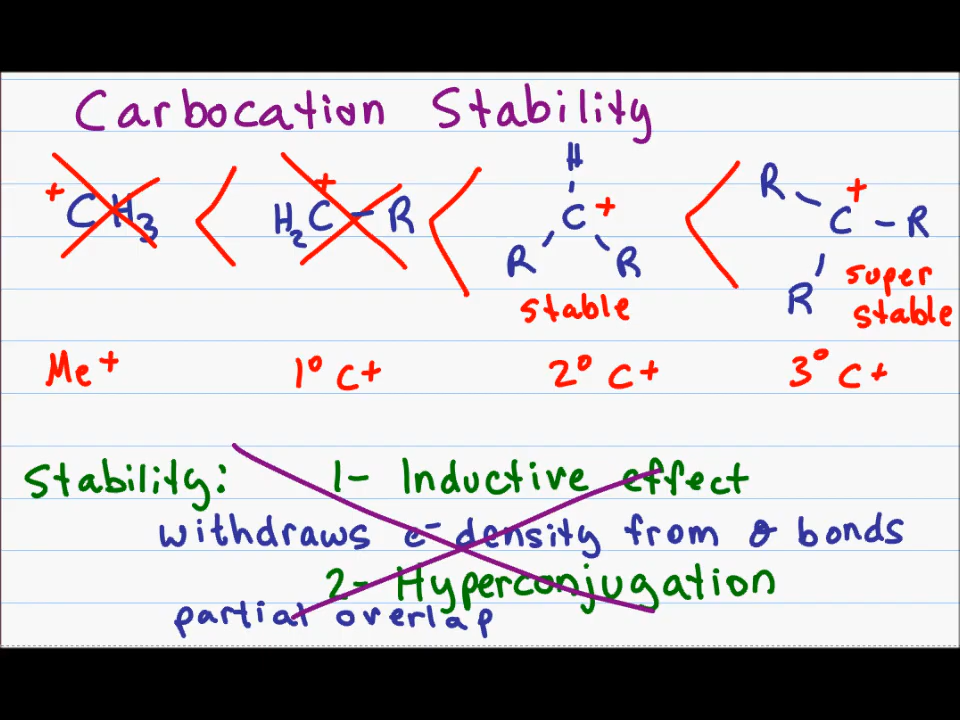 Carbocation Stability
+CH3 < H2C+–R < H–C+(–R)–R < R–C+(–R)–R
stable
super stable
Me+ 1° C+ 2° C+ 3° C+
Stability: 1- Inductive effect
withdraws e- density from σ bonds
2- Hyperconjugation
partial overlap